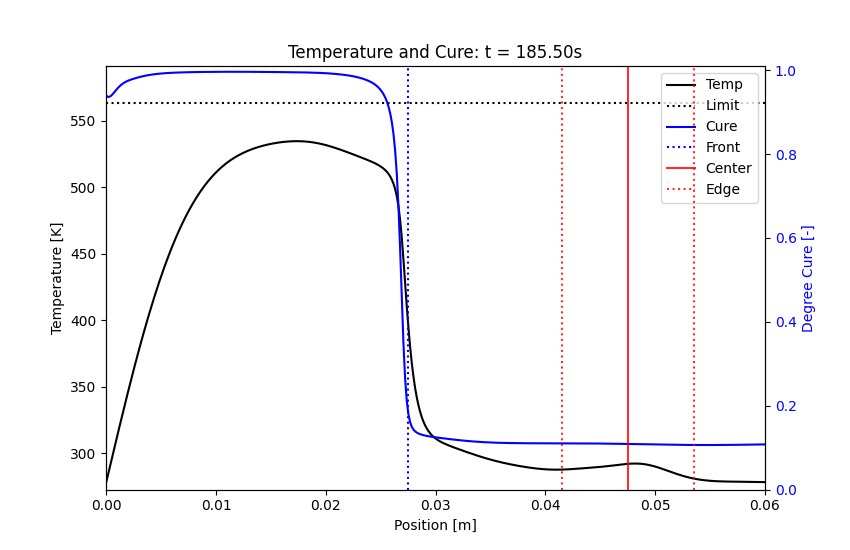 Temperature and Cure: t = 185.50s
Temp
Limit
Cure
Front
Center
Edge
Temperature [K]
550
500
450
400
350
300
Degree Cure [-]
1.0
0.8
0.6
0.4
0.2
0.0
0.00 0.01 0.02 0.03 0.04 0.05 0.06
Position [m]